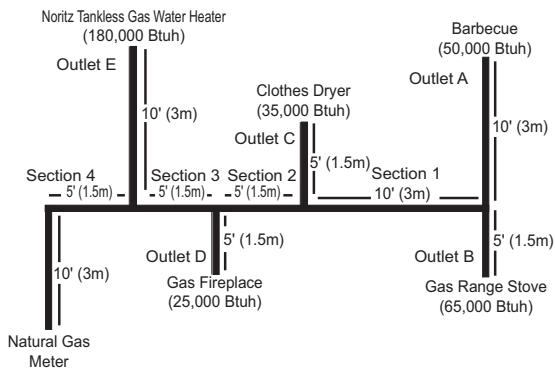 Noritz Tankless Gas Water Heater
(180,000 Btuh)
Outlet E
10' (3m)
Barbecue
(50,000 Btuh)
Outlet A
10' (3m)
Clothes Dryer
(35,000 Btuh)
Outlet C
5' (1.5m)
Section 4
5' (1.5m)
Section 3
5' (1.5m)
Section 2
5' (1.5m)
Section 1
10' (3m)
10' (3m)
Outlet D
5' (1.5m)
Gas Fireplace
(25,000 Btuh)
Outlet B
5' (1.5m)
Gas Range Stove
(65,000 Btuh)
Natural Gas
Meter